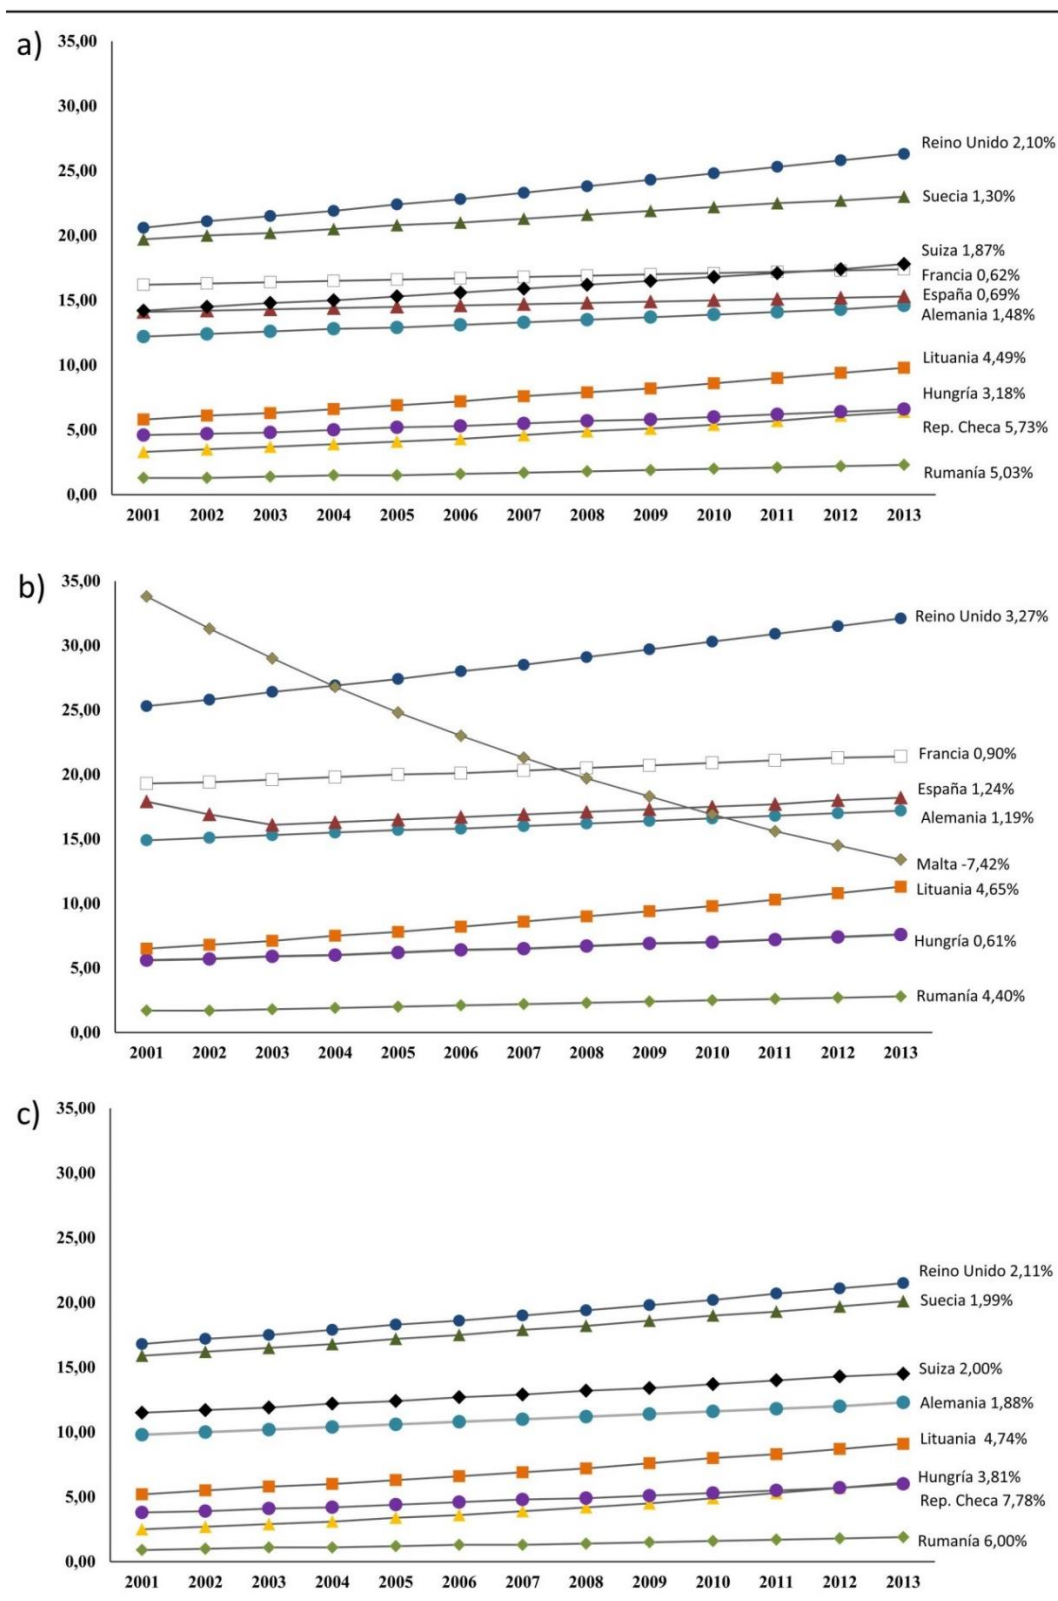 a)
35,00
30,00
25,00
20,00
15,00
10,00
5,00
0,00
Reino Unido 2,10%
Suecia 1,30%
Suiza 1,87%
Francia 0,62%
España 0,69%
Alemania 1,48%
Lituania 4,49%
Hungría 3,18%
Rep. Checa 5,73%
Rumanía 5,03%
2001 2002 2003 2004 2005 2006 2007 2008 2009 2010 2011 2012 2013
b)
35,00
30,00
25,00
20,00
15,00
10,00
5,00
0,00
Reino Unido 3,27%
Francia 0,90%
España 1,24%
Alemania 1,19%
Malta -7,42%
Lituania 4,65%
Hungría 0,61%
Rumanía 4,40%
2001 2002 2003 2004 2005 2006 2007 2008 2009 2010 2011 2012 2013
c)
35,00
30,00
25,00
20,00
15,00
10,00
5,00
0,00
Reino Unido 2,11%
Suecia 1,99%
Suiza 2,00%
Alemania 1,88%
Lituania 4,74%
Hungría 3,81%
Rep. Checa 7,78%
Rumanía 6,00%
2001 2002 2003 2004 2005 2006 2007 2008 2009 2010 2011 2012 2013